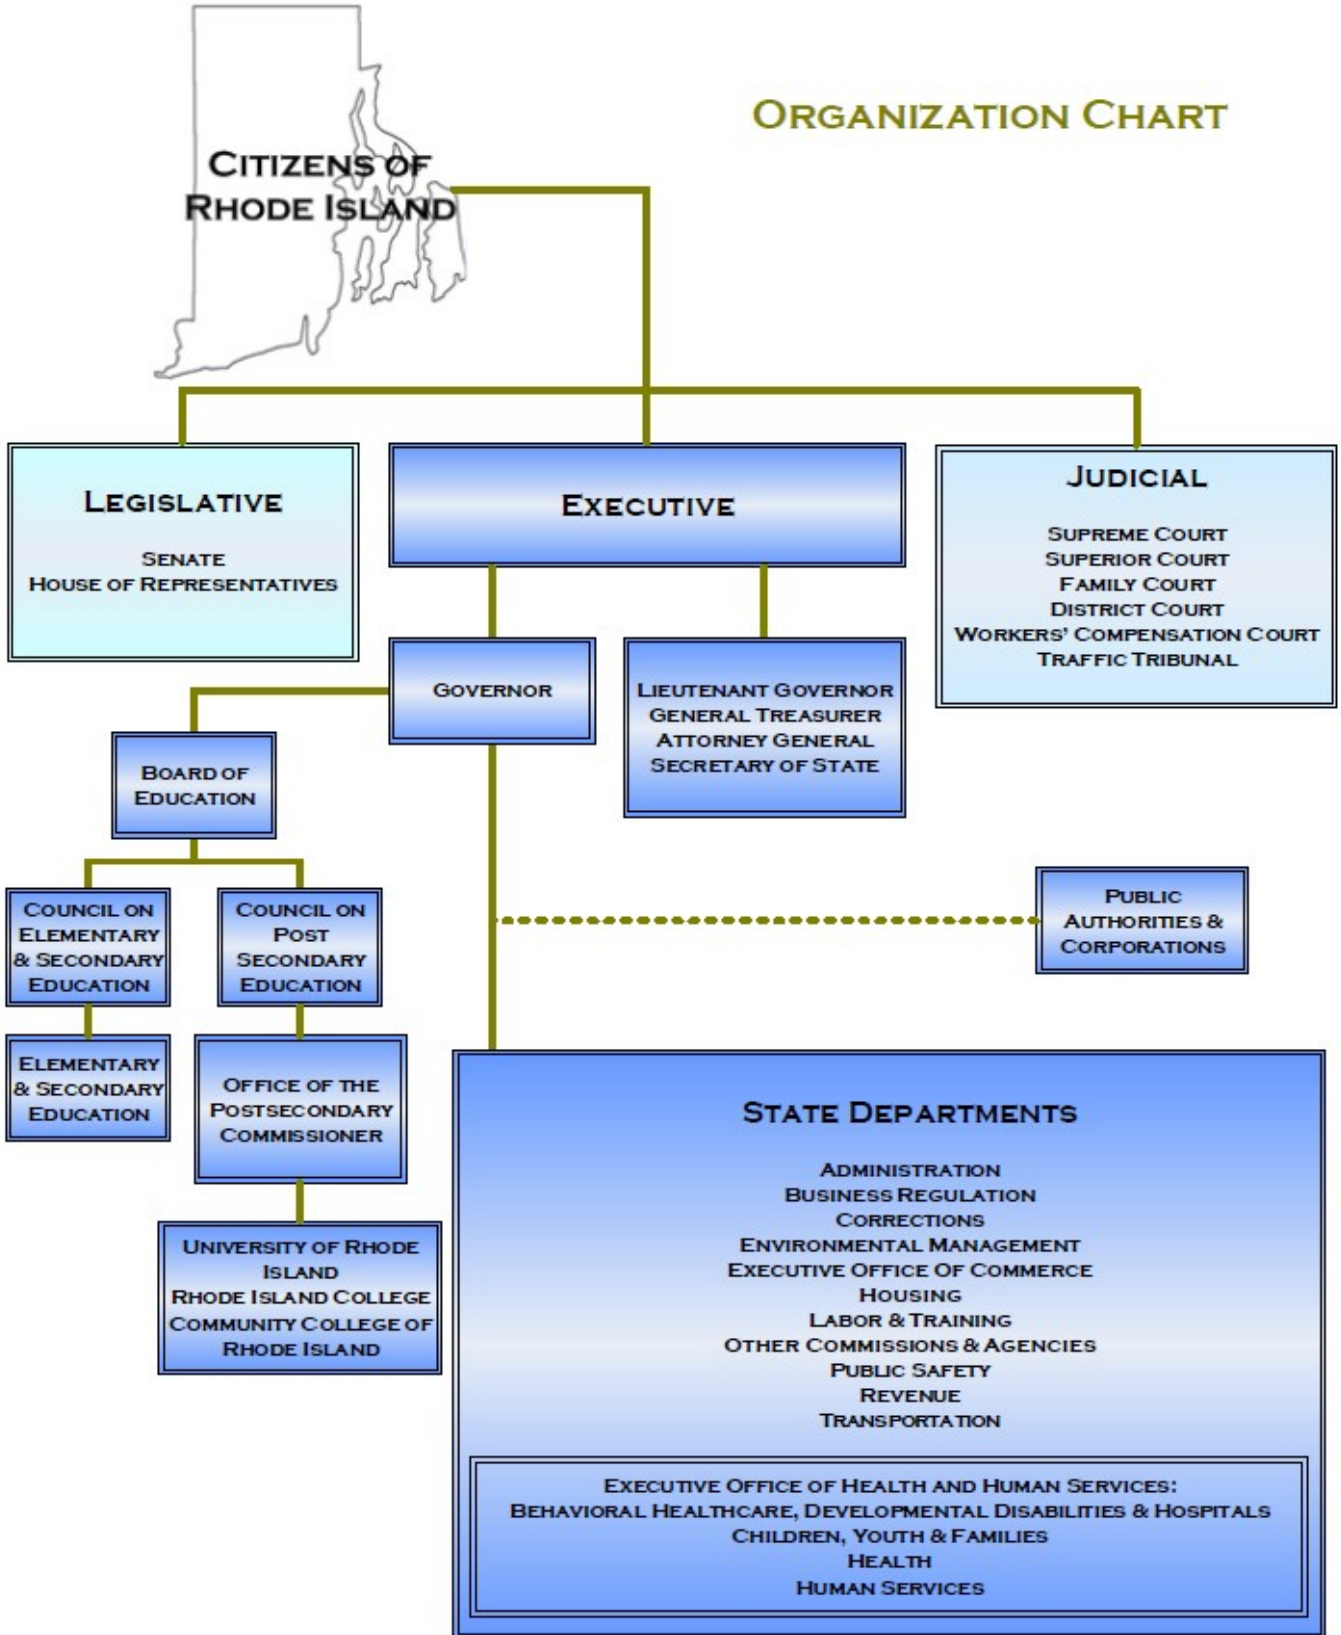 ORGANIZATION CHART
CITIZENS OF
RHODE ISLAND
LEGISLATIVE
SENATE
HOUSE OF REPRESENTATIVES
EXECUTIVE
JUDICIAL
SUPREME COURT
SUPERIOR COURT
FAMILY COURT
DISTRICT COURT
WORKERS' COMPENSATION COURT
TRAFFIC TRIBUNAL
GOVERNOR
LIEUTENANT GOVERNOR
GENERAL TREASURER
ATTORNEY GENERAL
SECRETARY OF STATE
BOARD OF
EDUCATION
COUNCIL ON
ELEMENTARY
& SECONDARY
EDUCATION
COUNCIL ON
POST
SECONDARY
EDUCATION
PUBLIC
AUTHORITIES &
CORPORATIONS
ELEMENTARY
& SECONDARY
EDUCATION
OFFICE OF THE
POSTSECONDARY
COMMISSIONER
UNIVERSITY OF RHODE
ISLAND
RHODE ISLAND COLLEGE
COMMUNITY COLLEGE OF
RHODE ISLAND
STATE DEPARTMENTS
ADMINISTRATION
BUSINESS REGULATION
CORRECTIONS
ENVIRONMENTAL MANAGEMENT
EXECUTIVE OFFICE OF COMMERCE
HOUSING
LABOR & TRAINING
OTHER COMMISSIONS & AGENCIES
PUBLIC SAFETY
REVENUE
TRANSPORTATION
EXECUTIVE OFFICE OF HEALTH AND HUMAN SERVICES:
BEHAVIORAL HEALTHCARE, DEVELOPMENTAL DISABILITIES & HOSPITALS
CHILDREN, YOUTH & FAMILIES
HEALTH
HUMAN SERVICES